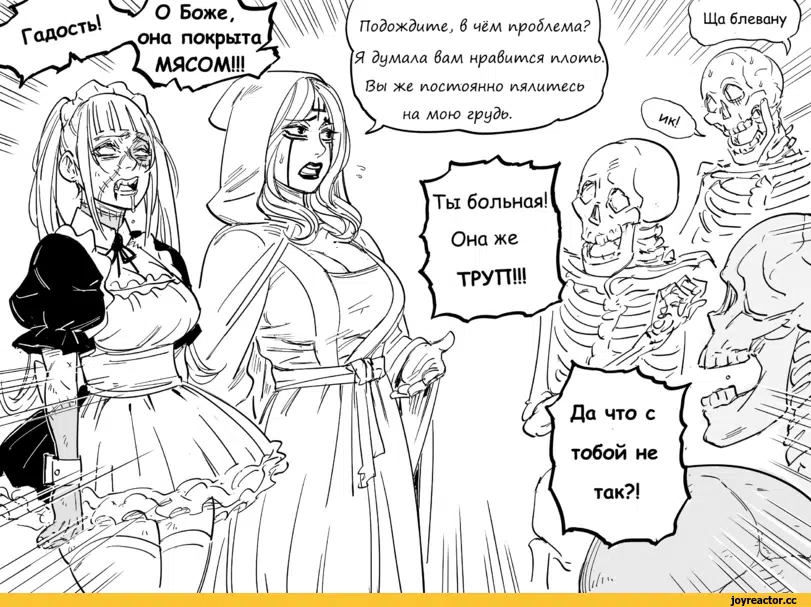 Гадость!
О Боже,
она покрыта
МЯСОМ!!!
Подождите, в чём проблема?
Я думала вам нравится плоть.
Вы же постоянно пялитесь
на мою грудь.
Ща блевану
ик!
Ты больная!
Она же
ТРУП!!!
Да что с
тобой не
так?!
joyreactor.cc